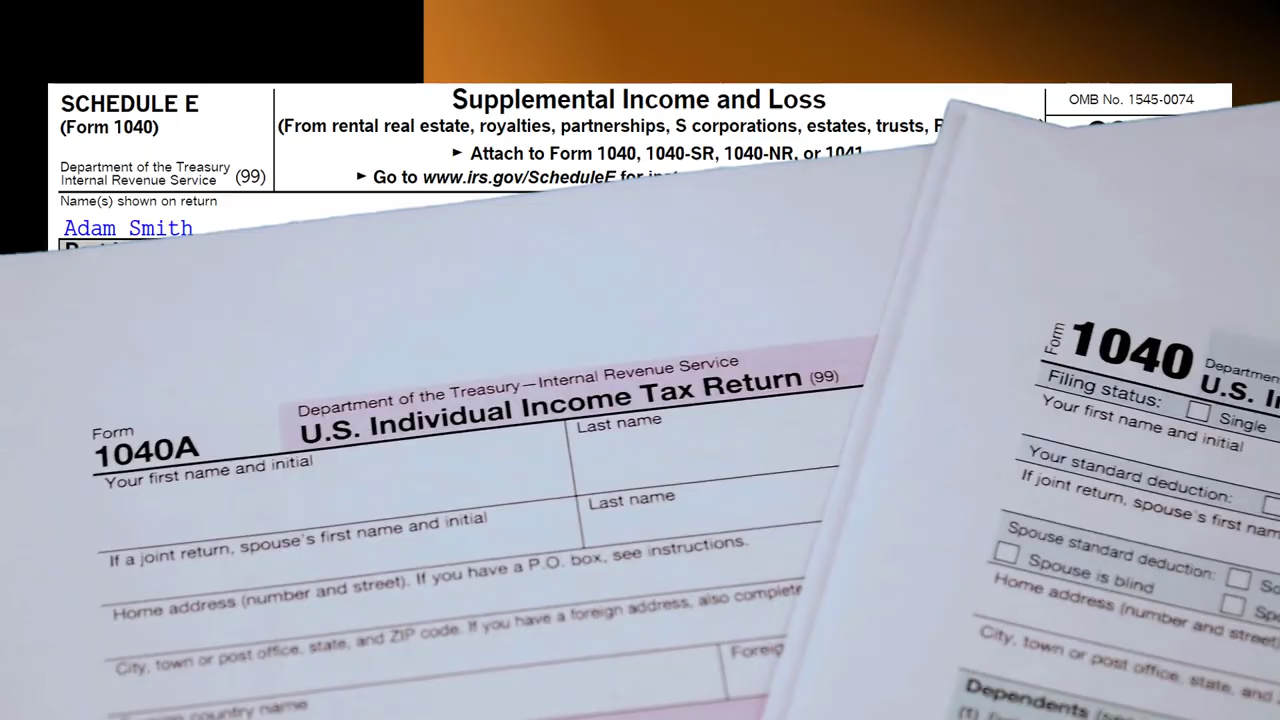 SCHEDULE E
(Form 1040)
Department of the Treasury
Internal Revenue Service (99)
Supplemental Income and Loss
(From rental real estate, royalties, partnerships, S corporations, estates, trusts,
► Attach to Form 1040, 1040-SR, 1040-NR, or 1041
► Go to www.irs.gov/ScheduleE for
OMB No. 1545-0074
Name(s) shown on return
Adam Smith
Form
1040A
Department of the Treasury—Internal Revenue Service
U.S. Individual Income Tax Return (99)
Your first name and initial
Last name
If a joint return, spouse's first name and initial
Last name
Home address (number and street). If you have a P.O. box, see instructions.
City, town or post office, state, and ZIP code. If you have a foreign address, also complete
country name
Form 1040
U.S.
Filing status: Single
Your first name and initial
Your standard deduction:
If joint return, spouse's first
Spouse standard deduction:
Spouse is blind
Home address (number and street
City, town or post office, state, and
Dependents
(1)